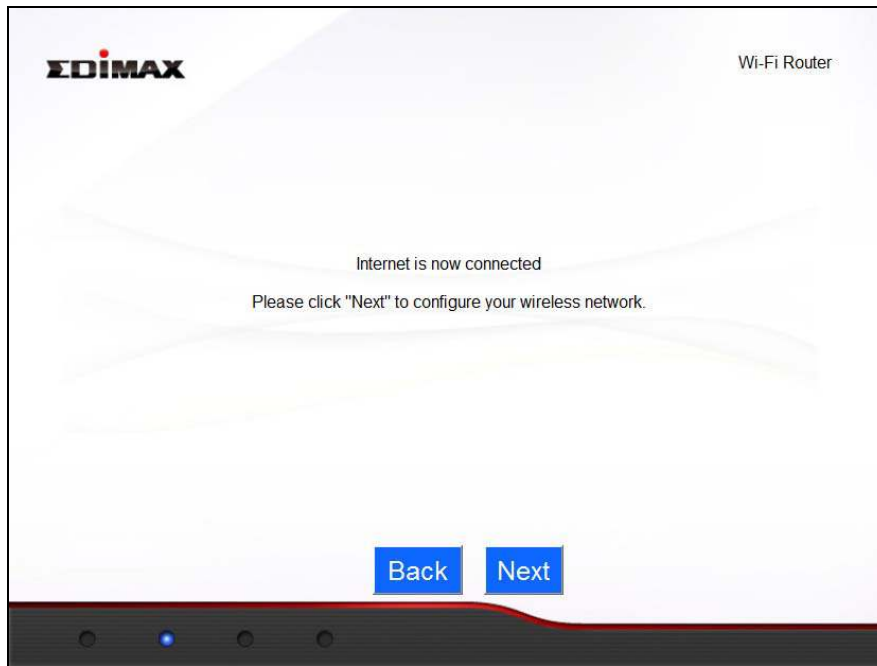 EDIMAX
Wi-Fi Router
Internet is now connected
Please click "Next" to configure your wireless network.
Back
Next